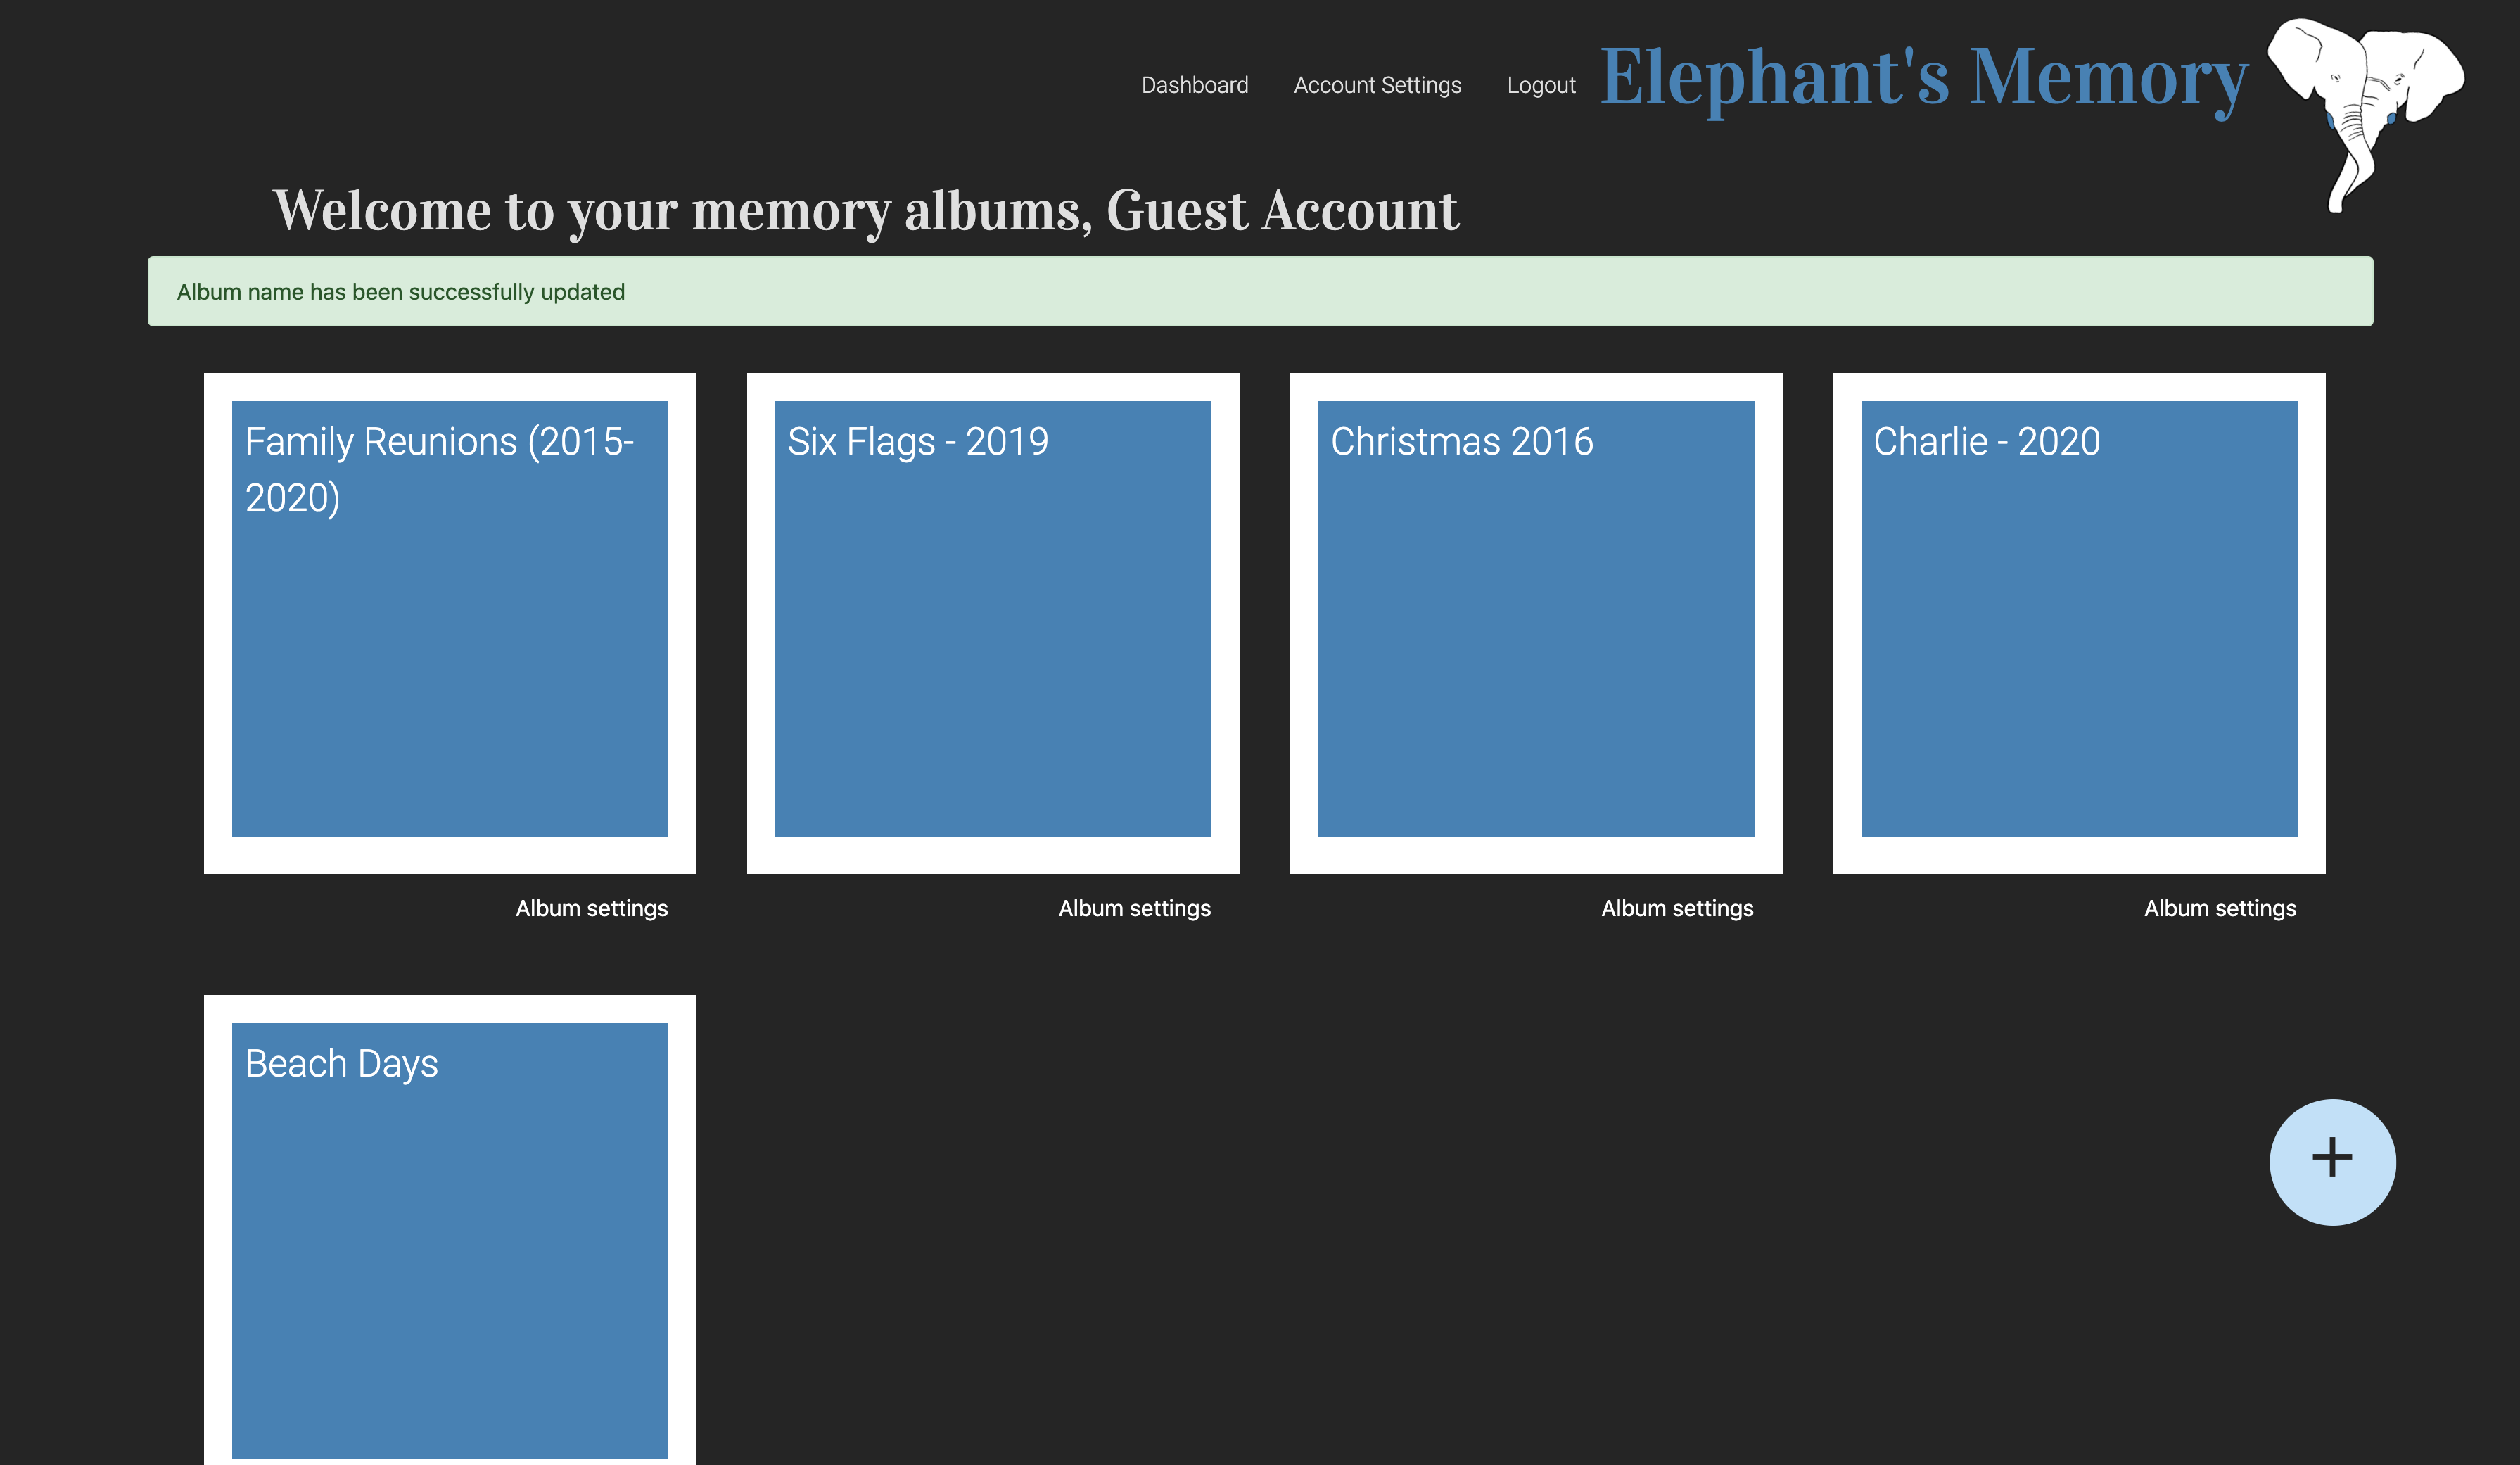 Dashboard Account Settings Logout Elephant's Memory
Welcome to your memory albums, Guest Account
Album name has been successfully updated
Family Reunions (2015-
2020)
Six Flags - 2019
Christmas 2016
Charlie - 2020
Album settings
Album settings
Album settings
Album settings
Beach Days
+